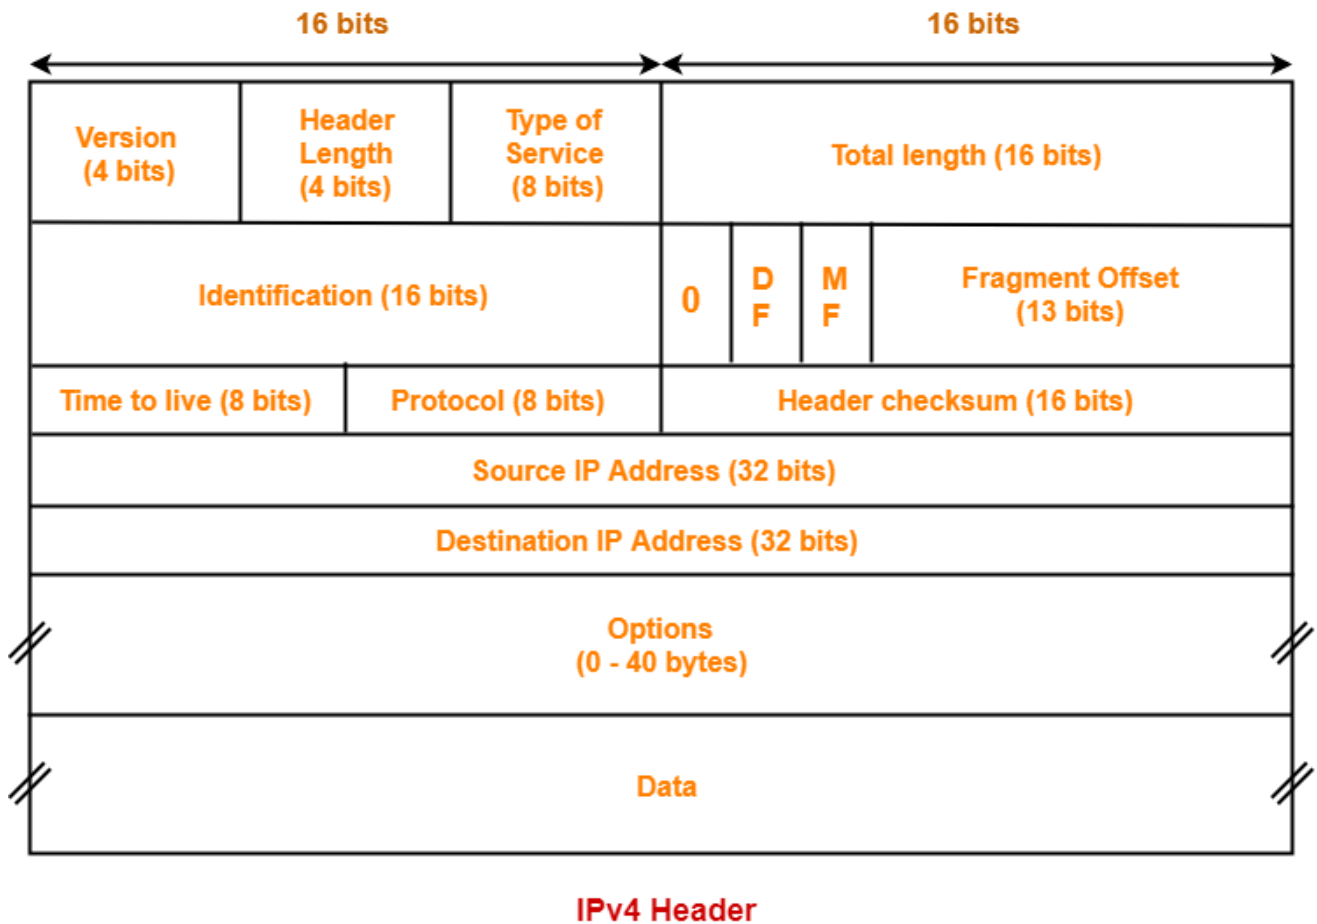 16 bits
16 bits
Version
(4 bits)
Header
Length
(4 bits)
Type of
Service
(8 bits)
Total length (16 bits)
Identification (16 bits)
0
D
F
M
F
Fragment Offset
(13 bits)
Time to live (8 bits)
Protocol (8 bits)
Header checksum (16 bits)
Source IP Address (32 bits)
Destination IP Address (32 bits)
Options
(0 - 40 bytes)
Data
IPv4 Header